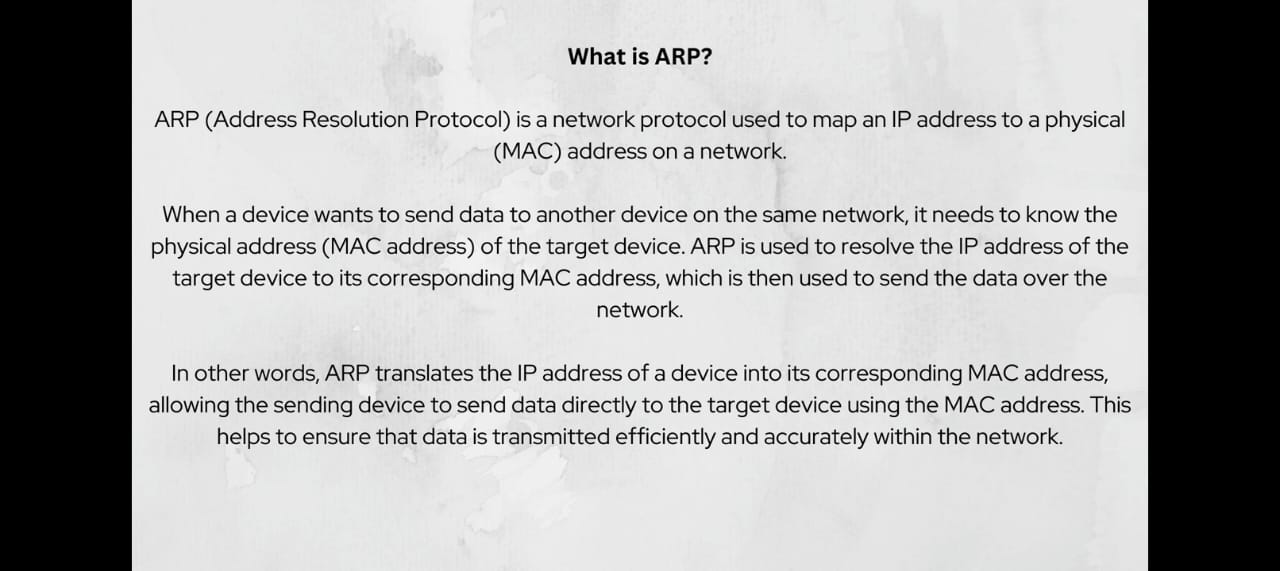 What is ARP?
ARP (Address Resolution Protocol) is a network protocol used to map an IP address to a physical
(MAC) address on a network.
When a device wants to send data to another device on the same network, it needs to know the
physical address (MAC address) of the target device. ARP is used to resolve the IP address of the
target device to its corresponding MAC address, which is then used to send the data over the
network.
In other words, ARP translates the IP address of a device into its corresponding MAC address,
allowing the sending device to send data directly to the target device using the MAC address. This
helps to ensure that data is transmitted efficiently and accurately within the network.